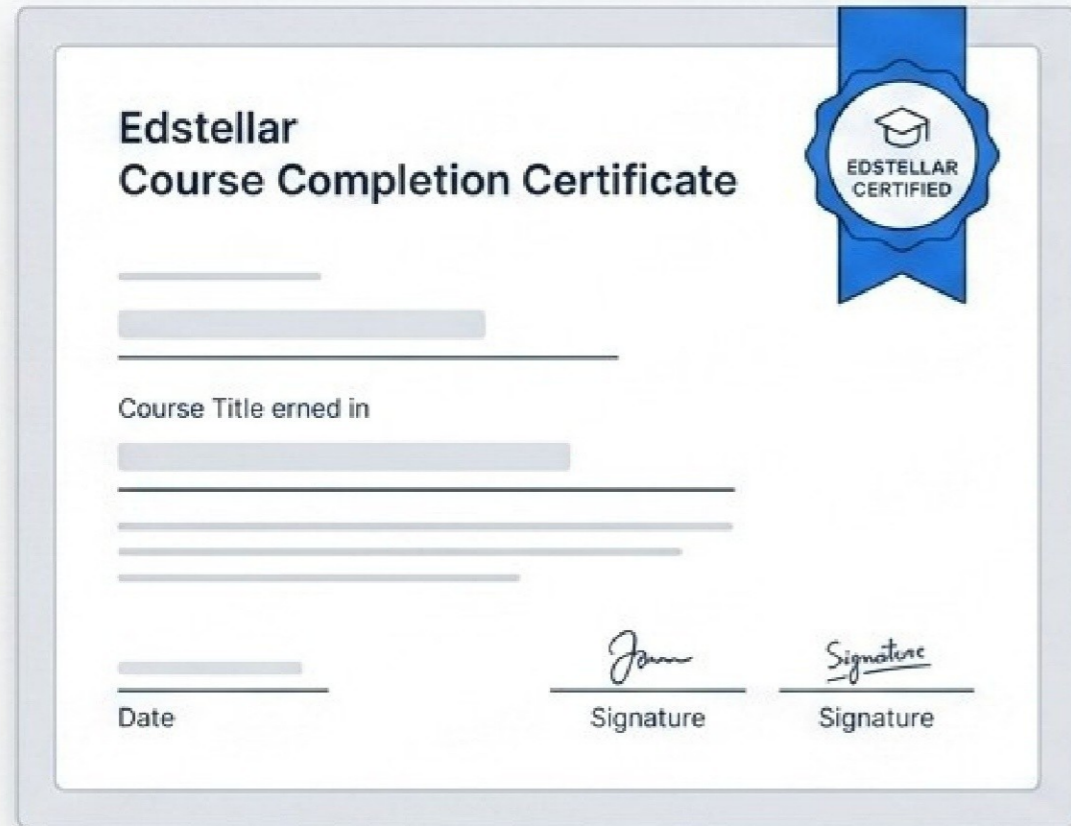 Edstellar
Course Completion Certificate
EDSTELLAR
CERTIFIED
Course Title erned in
Signature
Date
Signature
Signature